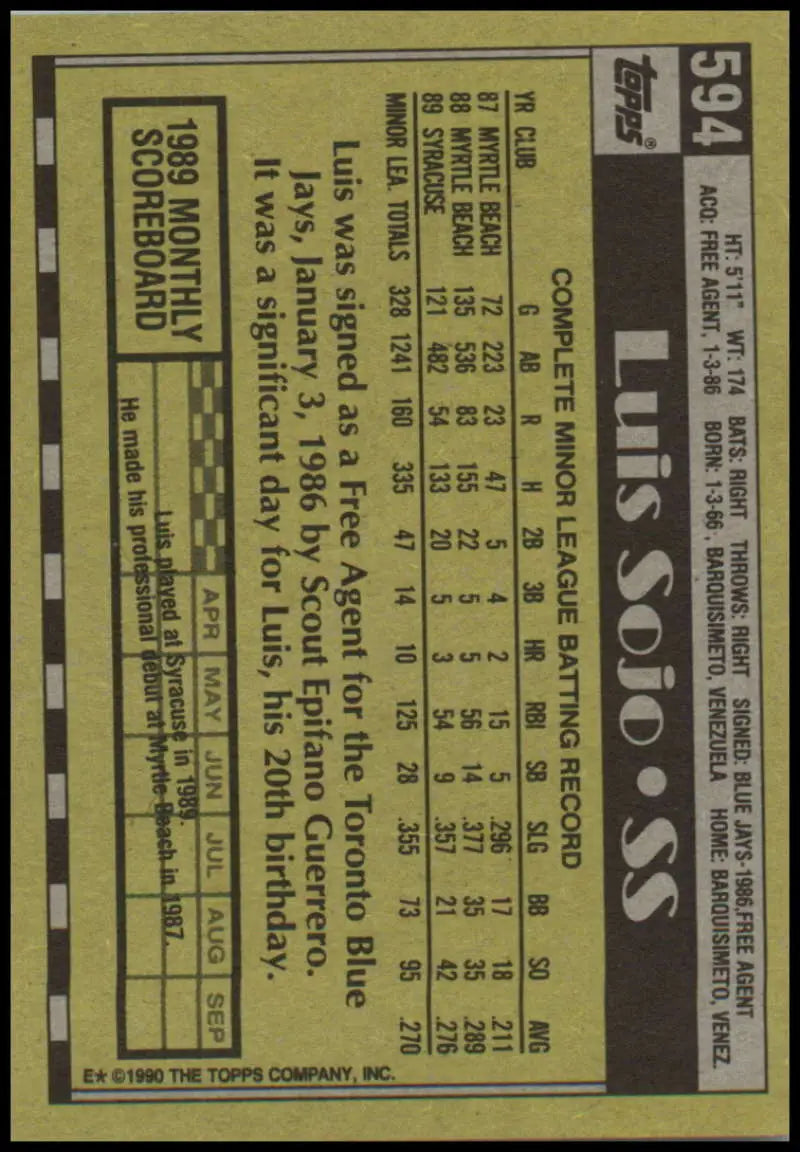 594
topps®
HT: 5'11" WT: 174 BATS: RIGHT THROWS: RIGHT SIGNED: BLUE JAYS-1986, FREE AGENT
ACQ: FREE AGENT, 1-3-86 BORN: 1-3-66, BARQUISIMETO, VENEZUELA HOME: BARQUISIMETO, VENEZ.
Luis Sojo • SS
COMPLETE MINOR LEAGUE BATTING RECORD
YR CLUB G AB R H 2B 3B HR RBI SB SLG BB SO AVG
87 MYRTLE BEACH 72 223 23 47 5 4 2 15 5 .296 17 18 .211
88 MYRTLE BEACH 135 536 83 155 22 5 5 56 14 .377 35 35 .289
89 SYRACUSE 121 482 54 133 20 5 3 54 9 .357 21 42 .276
MINOR LEA. TOTALS 328 1241 160 335 47 14 10 125 28 .355 73 95 .270
Luis was signed as a Free Agent for the Toronto Blue
Jays, January 3, 1986 by Scout Epifano Guerrero.
It was a significant day for Luis, his 20th birthday.
1989 MONTHLY
SCOREBOARD
APR MAY JUN JUL AUG SEP
Luis played at Syracuse in 1989.
He made his professional debut at Myrtle Beach in 1987.
E* ©1990 THE TOPPS COMPANY, INC.